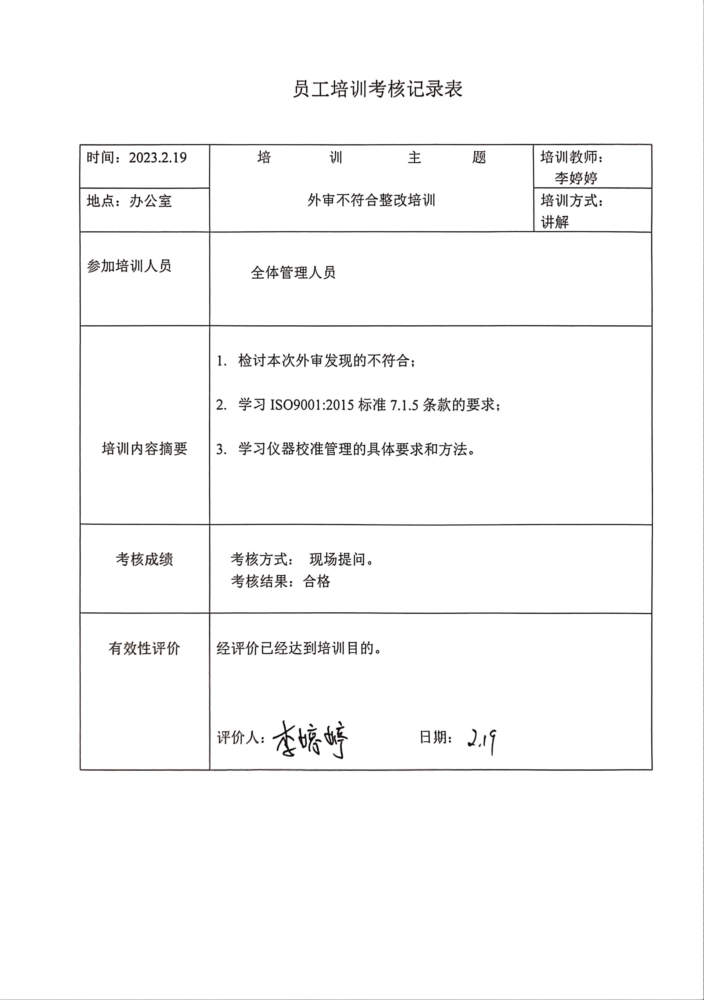 员工培训考核记录表
时间：2023.2.19
培 训 主 题
培训教师：
李婷婷
地点：办公室
外审不符合整改培训
培训方式：
讲解
参加培训人员
全体管理人员
培训内容摘要
1. 检讨本次外审发现的不符合；
2. 学习 ISO9001:2015 标准 7.1.5 条款的要求；
3. 学习仪器校准管理的具体要求和方法。
考核成绩
考核方式： 现场提问。
考核结果：合格
有效性评价
经评价已经达到培训目的。
评价人：李婷婷 日期： 2.19